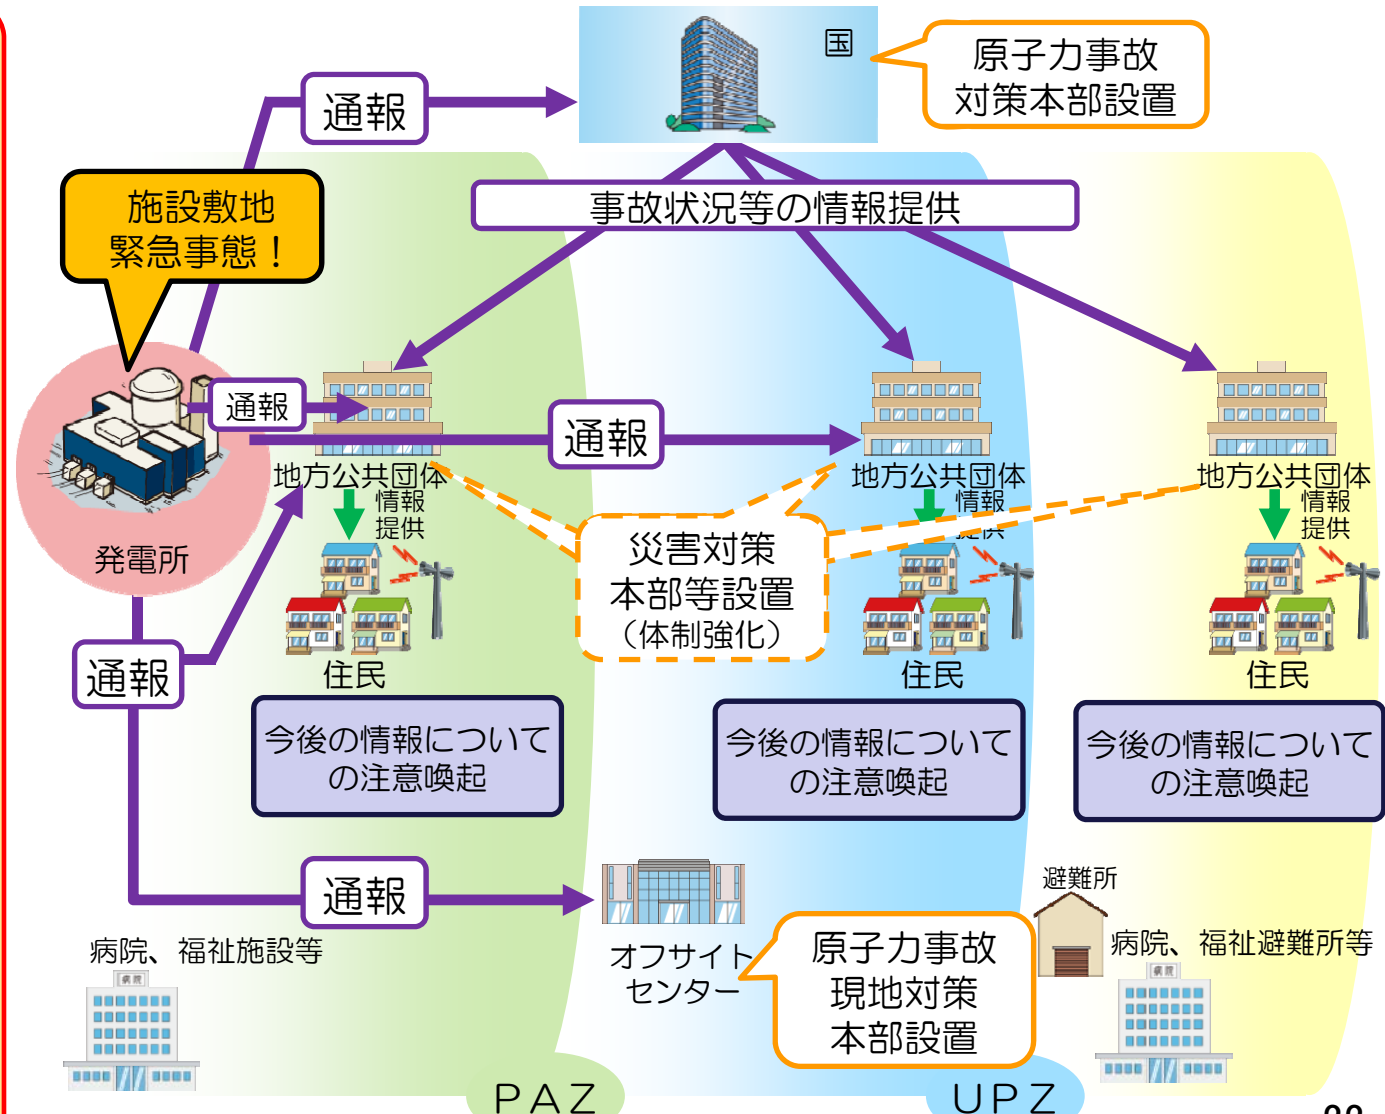 国
原子力事故
対策本部設置
通報
事故状況等の情報提供
施設敷地
緊急事態！
通報
通報
地方公共団体
地方公共団体
地方公共団体
情報
提供
情報
提供
情報
提供
発電所
災害対策
本部等設置
（体制強化）
通報
住民
住民
住民
今後の情報について
の注意喚起
今後の情報について
の注意喚起
今後の情報について
の注意喚起
通報
避難所
病院、福祉施設等
病院
オフサイト
センター
原子力事故
現地対策
本部設置
病院、福祉避難所等
病院
PAZ
UPZ